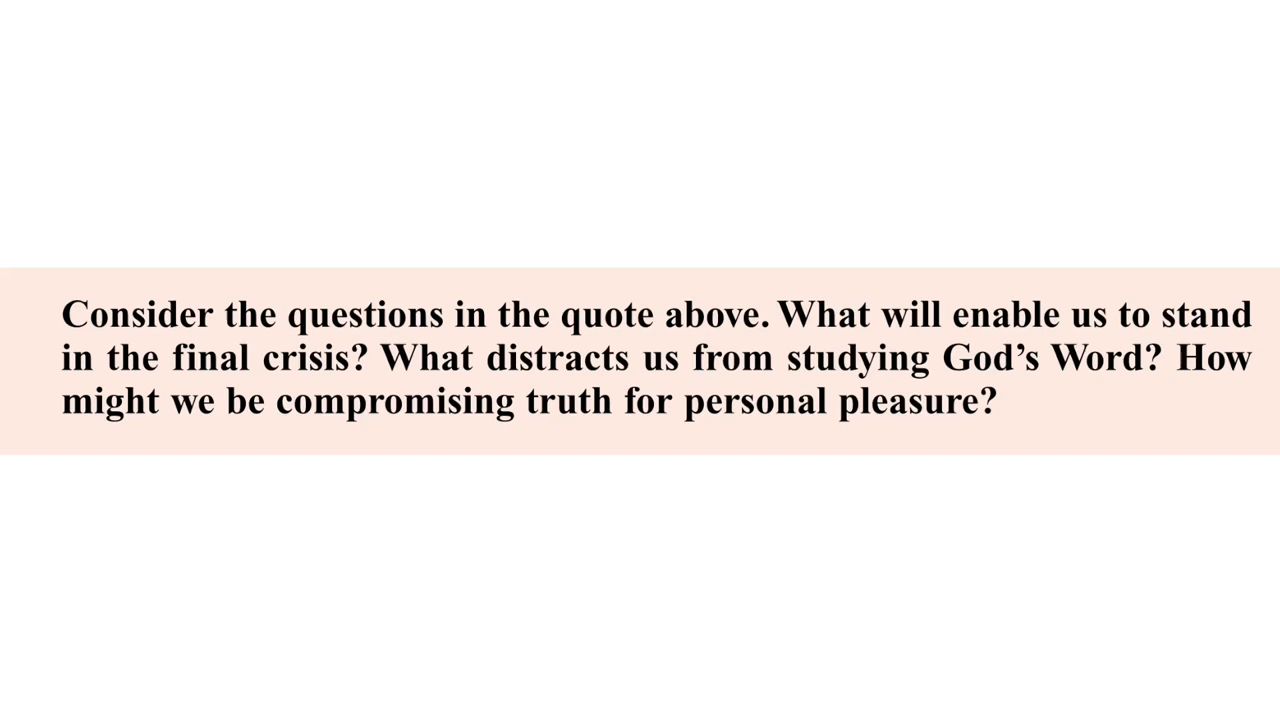 Consider the questions in the quote above. What will enable us to stand
in the final crisis? What distracts us from studying God’s Word? How
might we be compromising truth for personal pleasure?